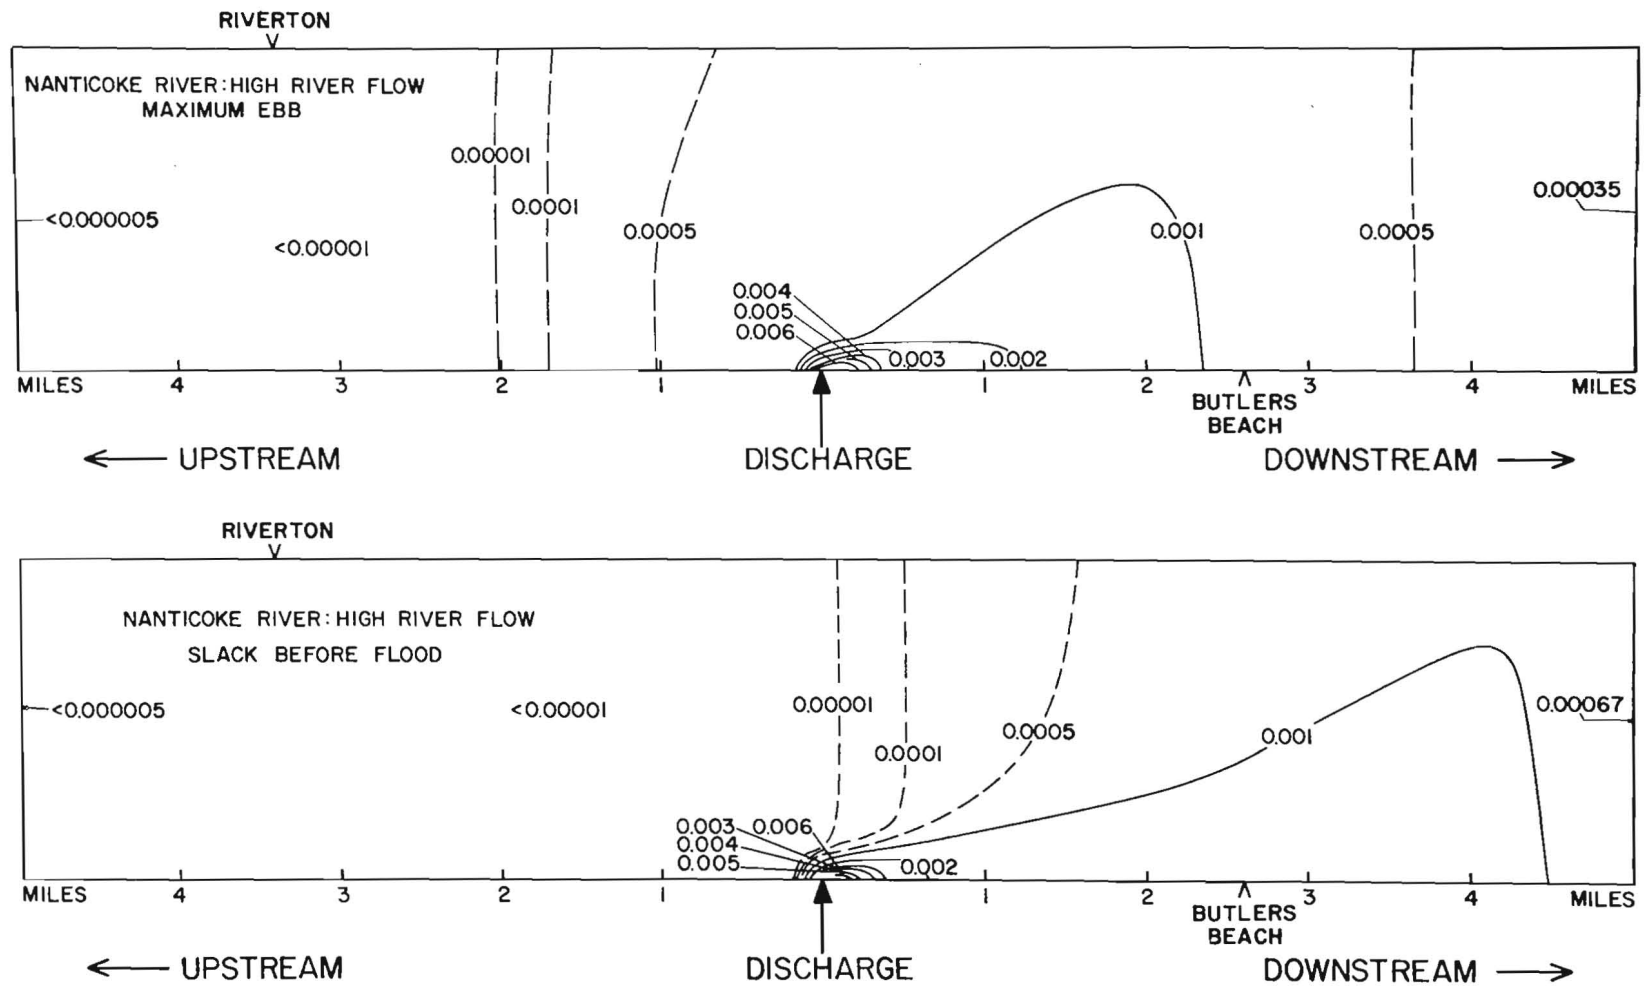 RIVERTON
NANTICOKE RIVER: HIGH RIVER FLOW
MAXIMUM EBB
0.00001
0.0001
0.0005
0.001
0.0005
0.00035
<0.000005
<0.00001
0.004
0.005
0.006
0.003
0.002
MILES 4 3 2 1 1 2 3 4 MILES
BUTLERS
BEACH
UPSTREAM DISCHARGE DOWNSTREAM
RIVERTON
NANTICOKE RIVER: HIGH RIVER FLOW
SLACK BEFORE FLOOD
<0.000005
<0.00001
0.00001
0.0001
0.0005
0.001
0.00067
0.003 0.006
0.004
0.005
0.002
MILES 4 3 2 1 1 2 3 4 MILES
BUTLERS
BEACH
UPSTREAM DISCHARGE DOWNSTREAM